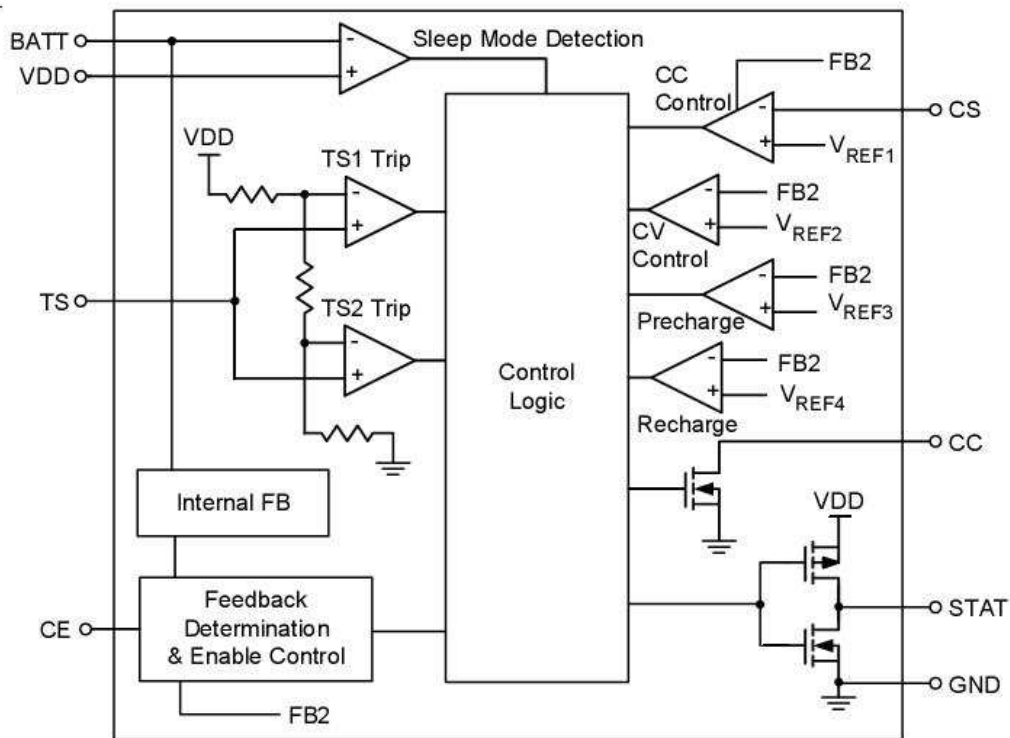 BATT
VDD
Sleep Mode Detection
CC
Control
FB2
-
+
CS
VREF1
VDD
TS1 Trip
-
+
-
+
FB2
VREF2
CV
Control
TS
TS2 Trip
-
+
-
+
FB2
VREF3
Precharge
-
+
FB2
VREF4
Recharge
Control
Logic
CC
Internal FB
VDD
CE
Feedback
Determination
& Enable Control
STAT
GND
FB2